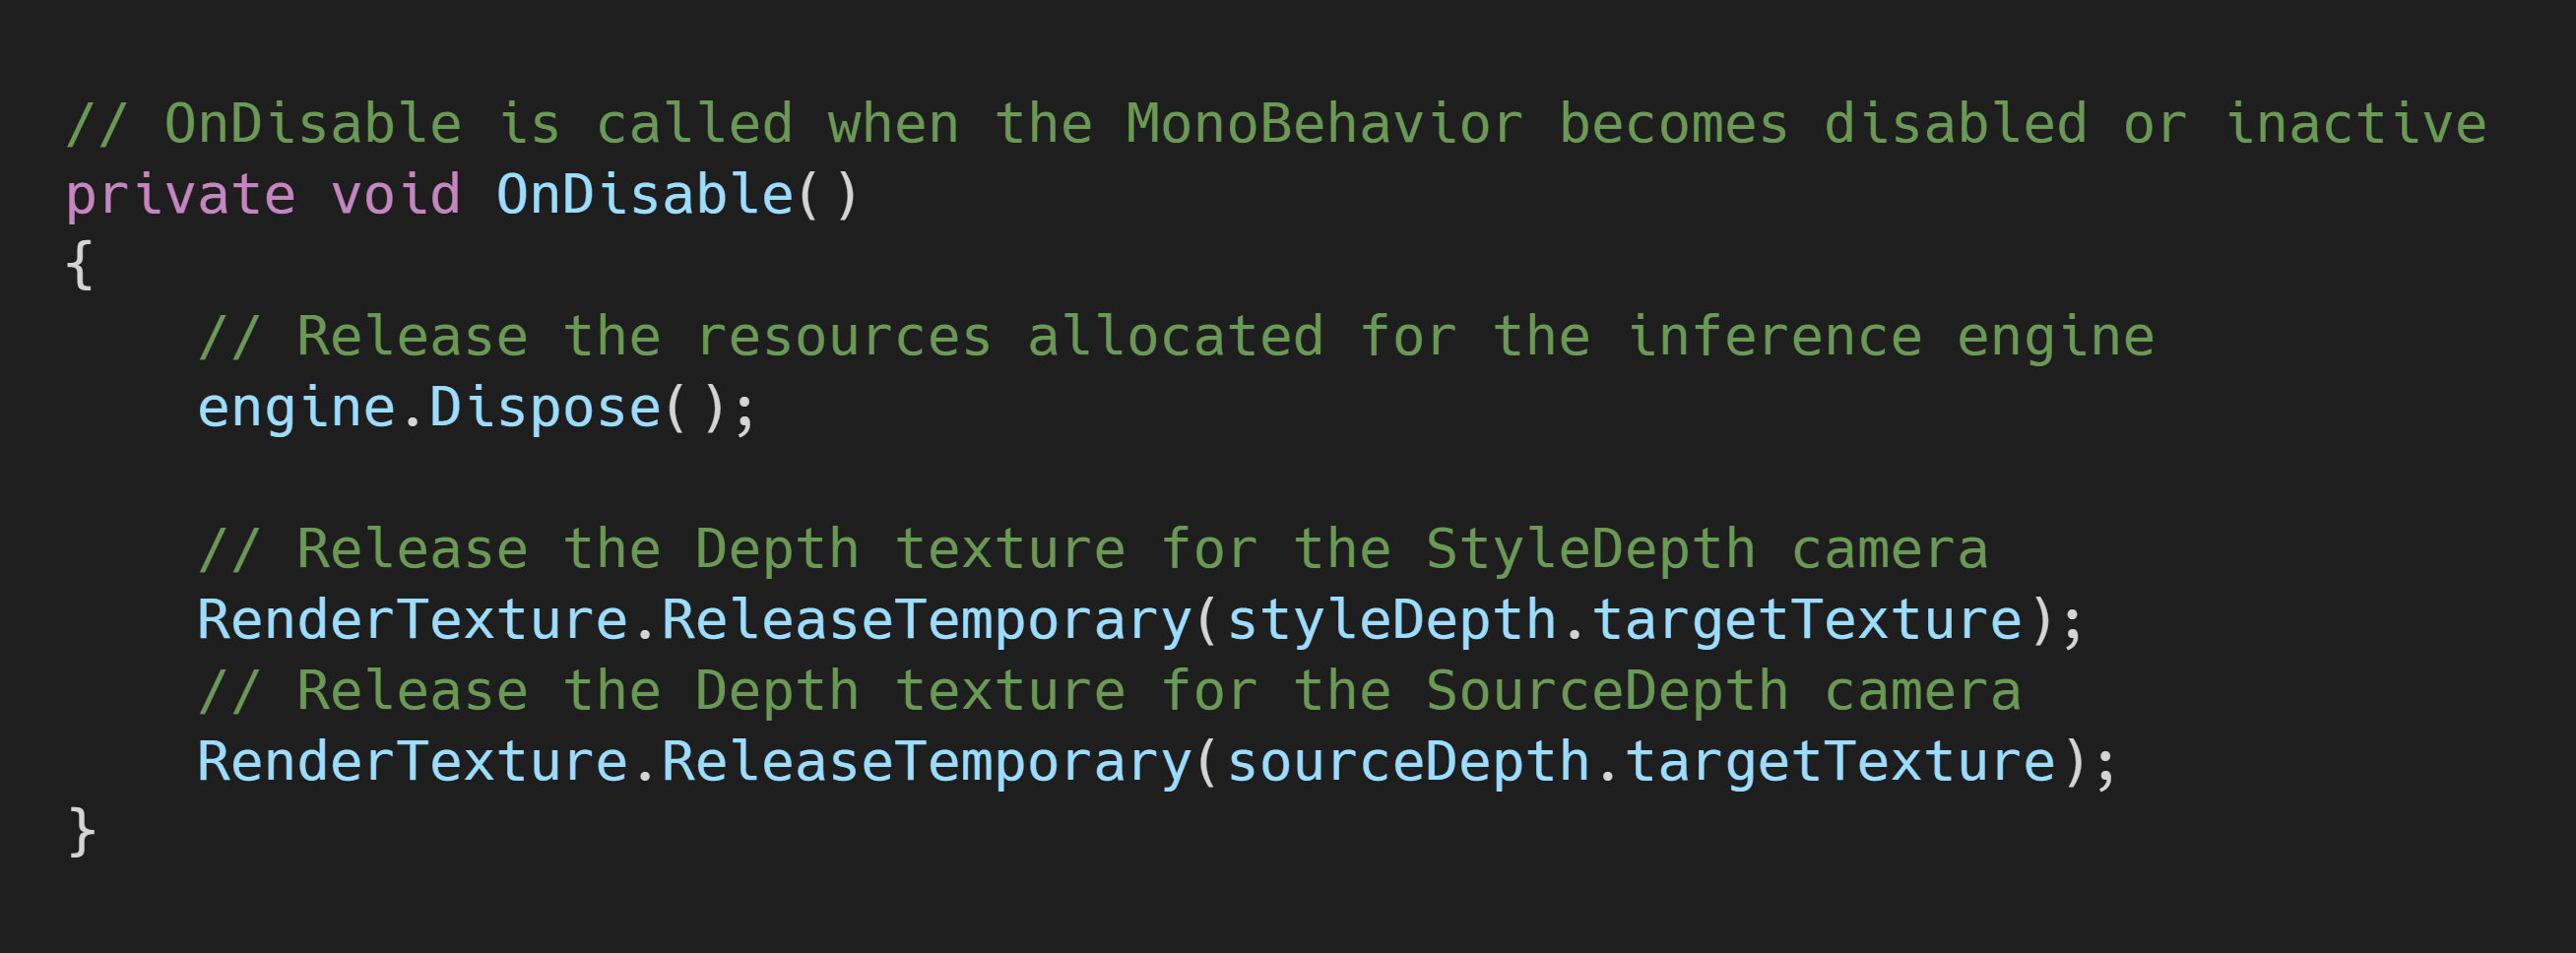 // OnDisable is called when the MonoBehavior becomes disabled or inactive
private void OnDisable()
{
    // Release the resources allocated for the inference engine
    engine.Dispose();

    // Release the Depth texture for the StyleDepth camera
    RenderTexture.ReleaseTemporary(styleDepth.targetTexture);
    // Release the Depth texture for the SourceDepth camera
    RenderTexture.ReleaseTemporary(sourceDepth.targetTexture);
}